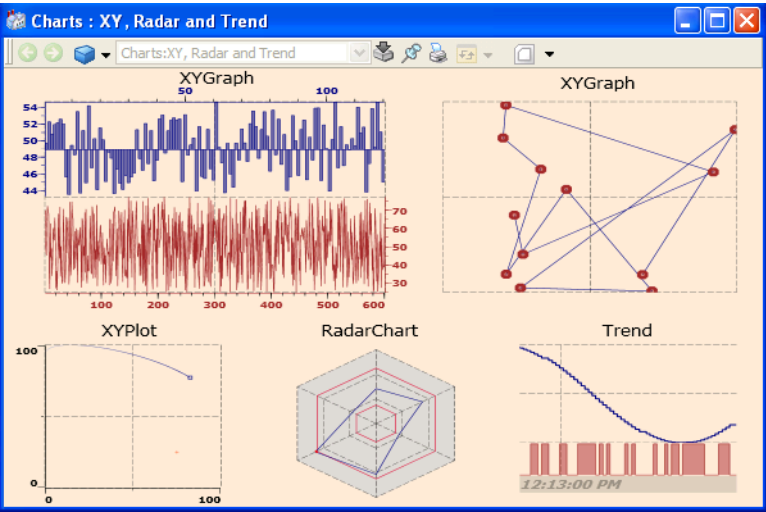 Charts : XY, Radar and Trend
Charts:XY, Radar and Trend
XYGraph
50 100
54
52
50
48
46
44
70
60
50
40
30
100 200 300 400 500 600
XYGraph
XYPlot
100
0
0 100
RadarChart
Trend
12:13:00 PM